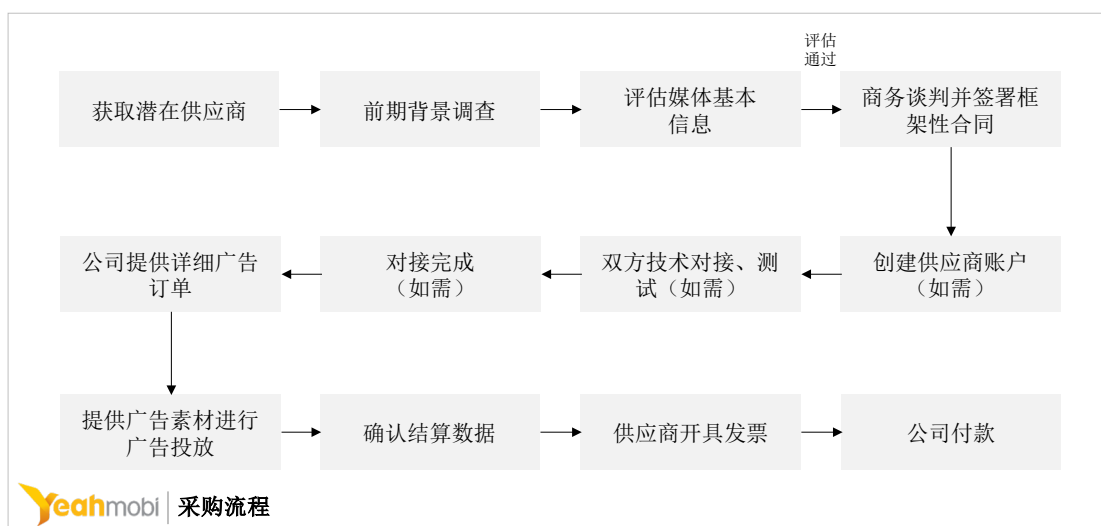 评估
通过
获取潜在供应商
前期背景调查
评估媒体基本
信息
商务谈判并签署框
架性合同
公司提供详细广告
订单
对接完成
（如需）
双方技术对接、测
试（如需）
创建供应商账户
（如需）
提供广告素材进行
广告投放
确认结算数据
供应商开具发票
公司付款
Yeahmobi 采购流程